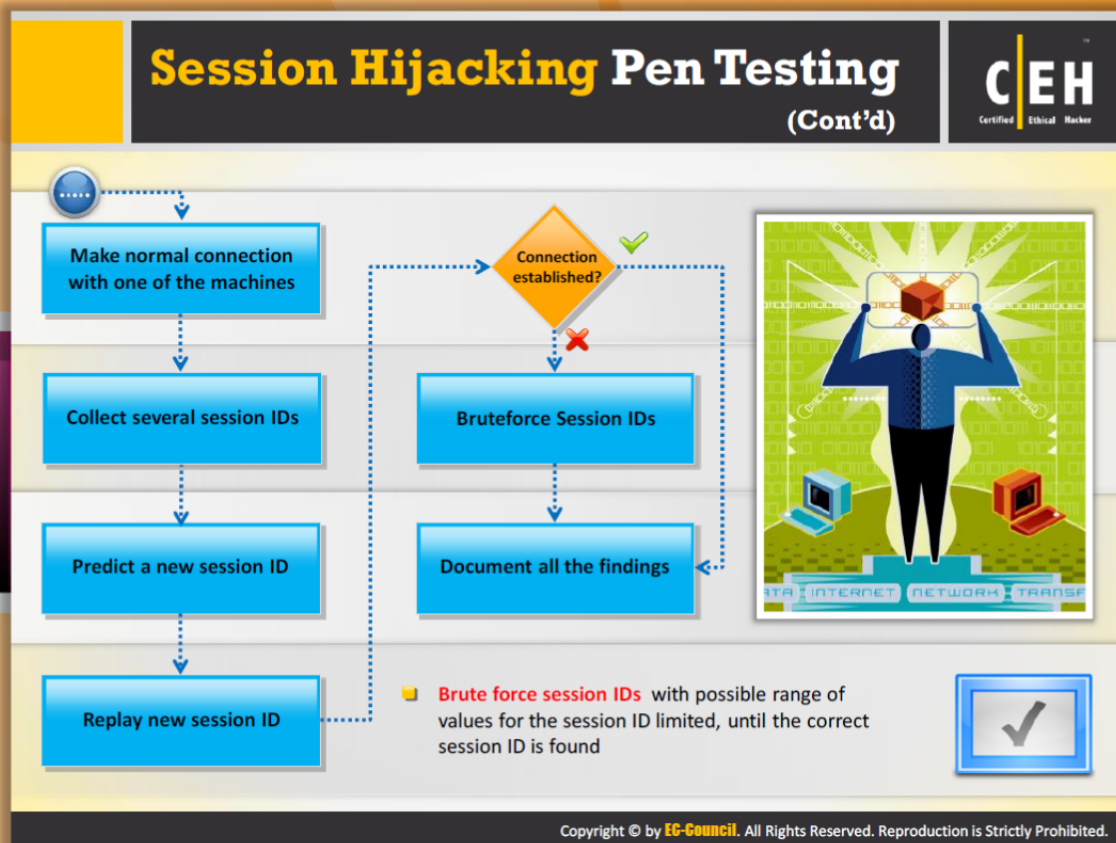 Session Hijacking Pen Testing
(Cont'd)
C|EH
™
Certified Ethical Hacker
.....
Make normal connection
with one of the machines
Collect several session IDs
Predict a new session ID
Replay new session ID
Connection
established?
Bruteforce Session IDs
Document all the findings
INTERNET NETWORK TRANSF
Brute force session IDs with possible range of
values for the session ID limited, until the correct
session ID is found
Copyright © by EC-Council. All Rights Reserved. Reproduction is Strictly Prohibited.